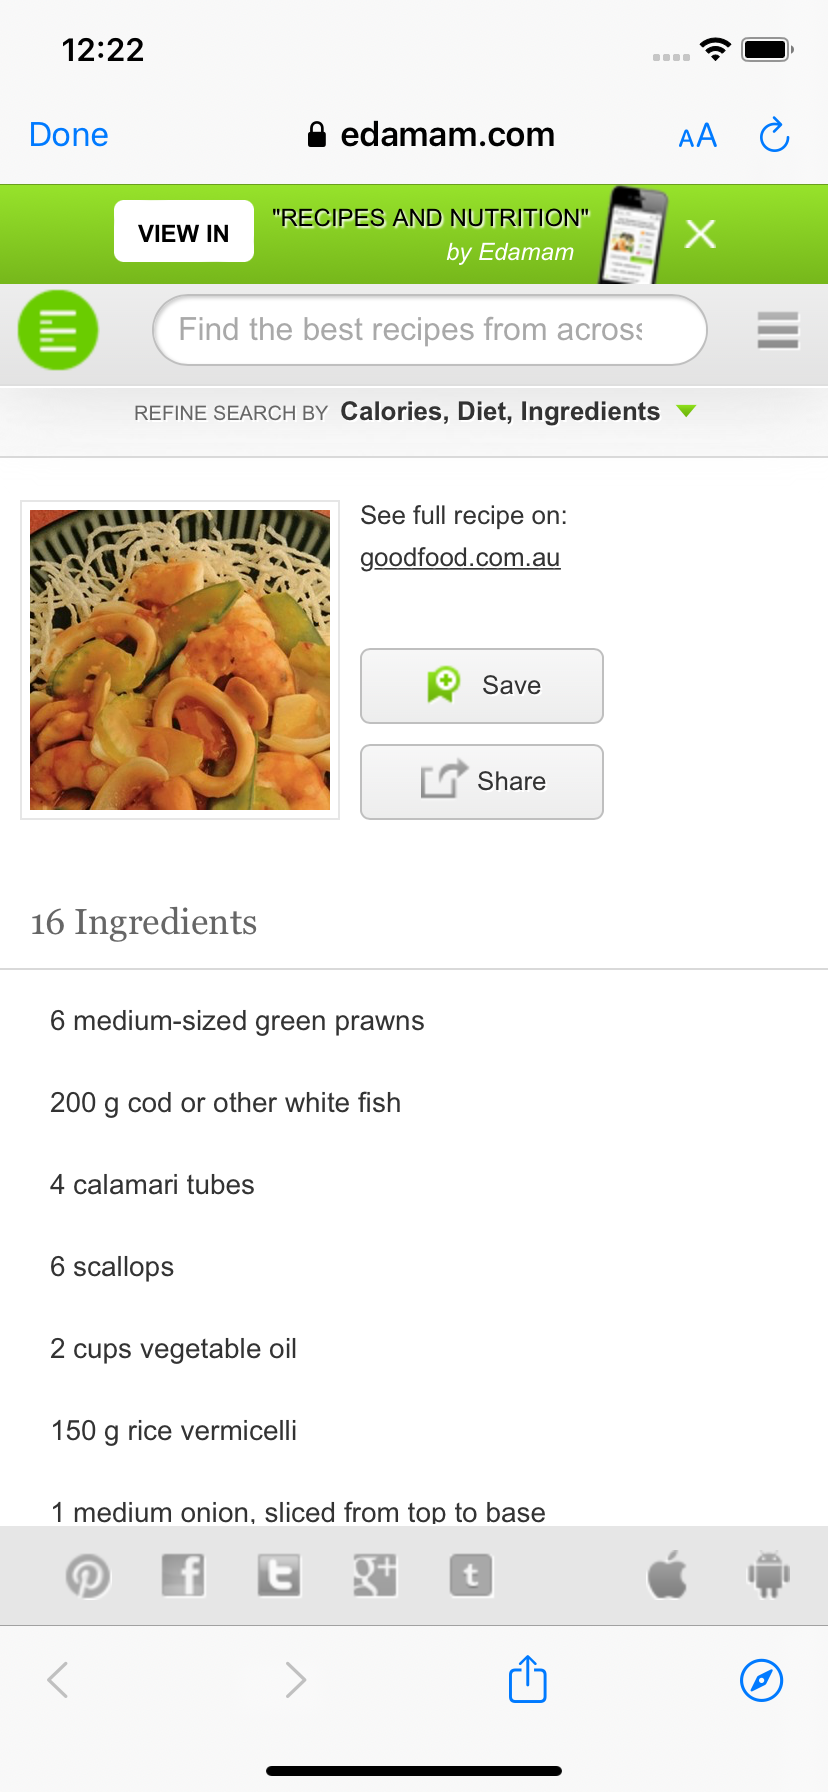 12:22
Done
edamam.com
AA
VIEW IN
"RECIPES AND NUTRITION"
by Edamam
Find the best recipes from across
REFINE SEARCH BY Calories, Diet, Ingredients
See full recipe on:
goodfood.com.au
Save
Share
16 Ingredients
6 medium-sized green prawns
200 g cod or other white fish
4 calamari tubes
6 scallops
2 cups vegetable oil
150 g rice vermicelli
1 medium onion, sliced from top to base